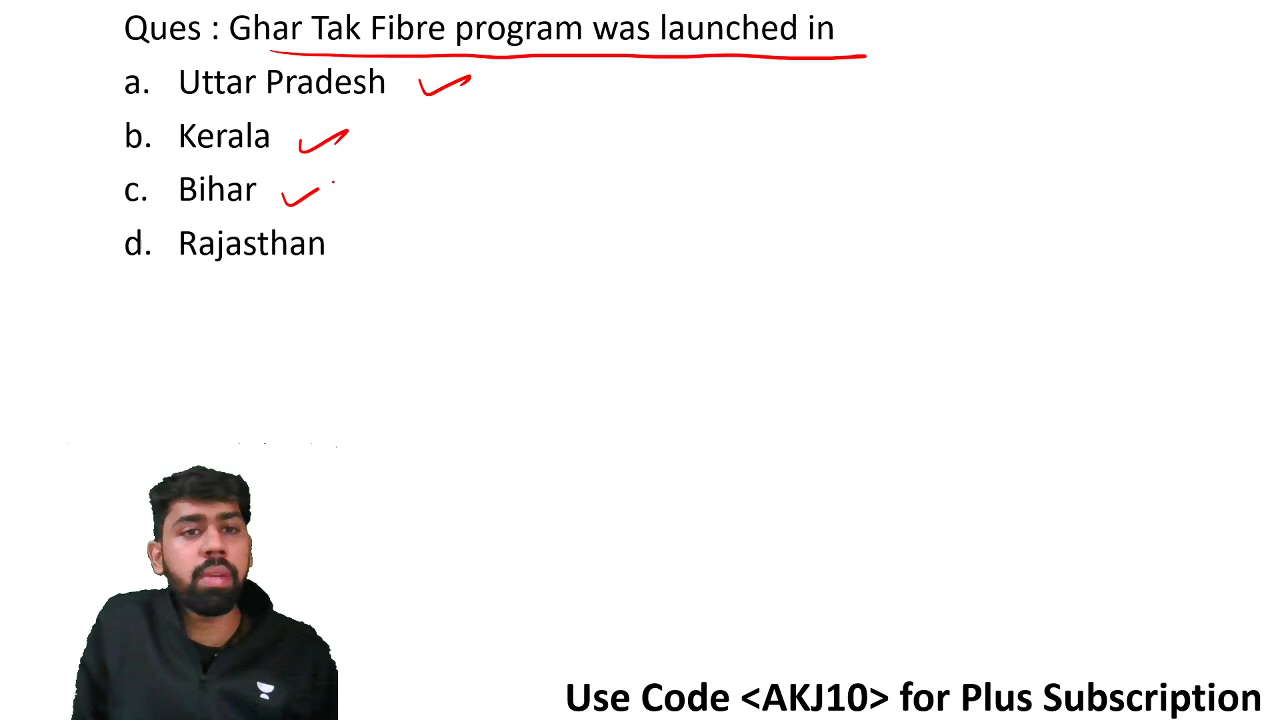 Ques : Ghar Tak Fibre program was launched in
a. Uttar Pradesh
b. Kerala
c. Bihar
d. Rajasthan
Use Code <AKJ10> for Plus Subscription